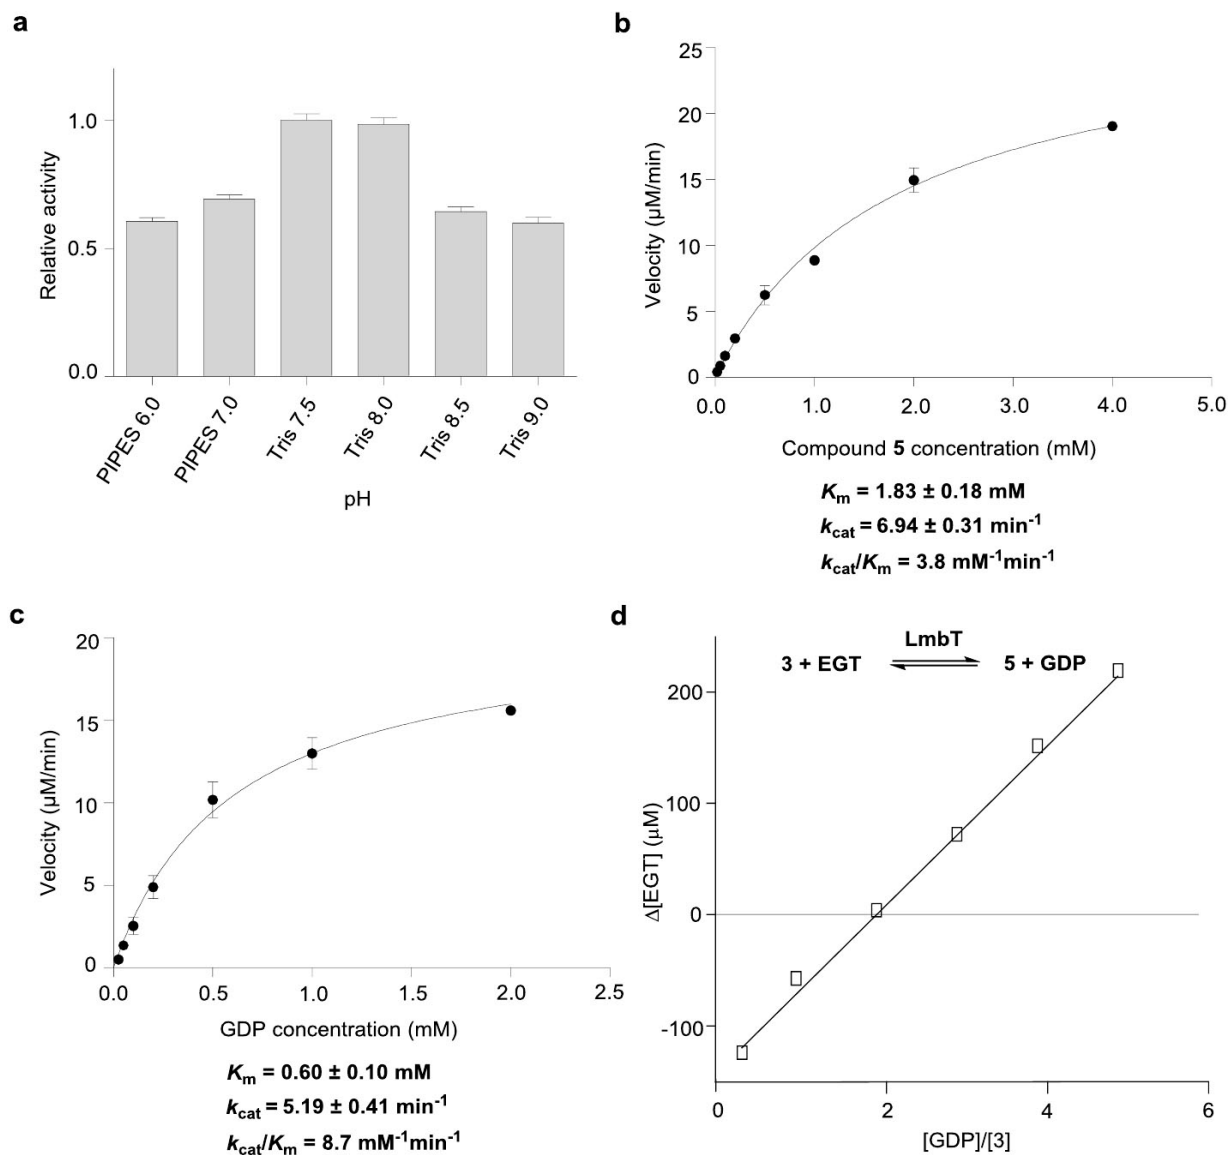 a
Relative activity
1.0
0.5
0.0
PIPES 6.0
PIPES 7.0
Tris 7.5
Tris 8.0
Tris 8.5
Tris 9.0
pH
b
Velocity (µM/min)
25
20
15
10
5
0
0.0 1.0 2.0 3.0 4.0 5.0
Compound 5 concentration (mM)
Km = 1.83 ± 0.18 mM
kcat = 6.94 ± 0.31 min-1
kcat/Km = 3.8 mM-1min-1
c
Velocity (µM/min)
20
15
10
5
0
0.0 0.5 1.0 1.5 2.0 2.5
GDP concentration (mM)
Km = 0.60 ± 0.10 mM
kcat = 5.19 ± 0.41 min-1
kcat/Km = 8.7 mM-1min-1
d
LmbT
3 + EGT ⇌ 5 + GDP
Δ[EGT] (µM)
200
100
0
-100
0 2 4 6
[GDP]/[3]